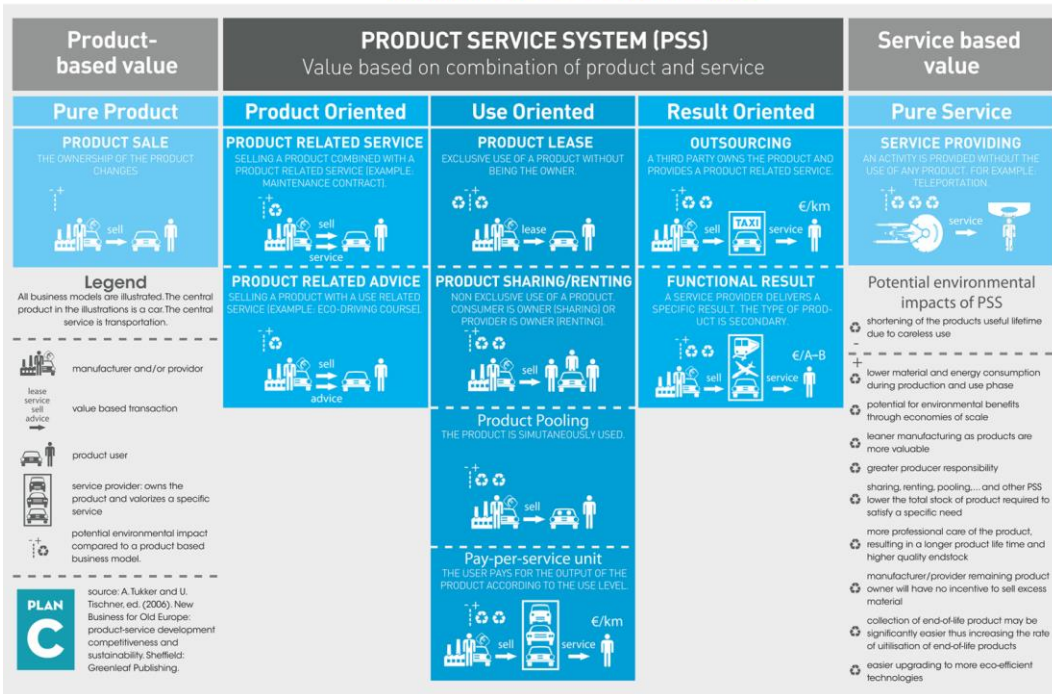 Product-
based value
PRODUCT SERVICE SYSTEM (PSS)
Value based on combination of product and service
Service based
value
Pure Product
PRODUCT SALE
THE OWNERSHIP OF THE PRODUCT
CHANGES
- +
sell
Product Oriented
PRODUCT RELATED SERVICE
SELLING A PRODUCT COMBINED WITH A
PRODUCT RELATED SERVICE (EXAMPLE:
MAINTENANCE CONTRACT).
- +
sell
service
PRODUCT RELATED ADVICE
SELLING A PRODUCT WITH A USE RELATED
SERVICE (EXAMPLE: ECO-DRIVING COURSE).
- +
sell
advice
Use Oriented
PRODUCT LEASE
EXCLUSIVE USE OF A PRODUCT WITHOUT
BEING THE OWNER.
- +
lease
PRODUCT SHARING/RENTING
NON EXCLUSIVE USE OF A PRODUCT.
CONSUMER IS OWNER (SHARING) OR
PROVIDER IS OWNER (RENTING).
- +
sell
Product Pooling
THE PRODUCT IS SIMUTANEOUSLY USED.
- +
sell
Pay-per-service unit
THE USER PAYS FOR THE OUTPUT OF THE
PRODUCT ACCORDING TO THE USE LEVEL.
- +
€/km
sell
service
Result Oriented
OUTSOURCING
A THIRD PARTY OWNS THE PRODUCT AND
PROVIDES A PRODUCT RELATED SERVICE.
- +
€/km
TAXI
sell
service
FUNCTIONAL RESULT
A SERVICE PROVIDER DELIVERS A
SPECIFIC RESULT. THE TYPE OF PROD-
UCT IS SECONDARY.
- +
€/A–B
sell
service
Pure Service
SERVICE PROVIDING
AN ACTIVITY IS PROVIDED WITHOUT THE
USE OF ANY PRODUCT. FOR EXAMPLE
TELEPORTATION.
- +
service
Legend
All business models are illustrated. The central
product in the illustrations is a car. The central
service is transportation.
manufacturer and/or providor
lease
service
sell
advice
value based transaction
product user
service provider: owns the
product and valorizes a specific
service
- +
potential environmental impact
compared to a product based
business model.
PLAN
C
source: A.Tukker and U.
Tischner, ed. (2006). New
Business for Old Europe:
product-service development
competitiveness and
sustainability. Sheffield:
Greenleaf Publishing.
Potential environmental
impacts of PSS
shortening of the products useful lifetime
due to careless use
-
+
lower material and energy consumption
during production and use phase
potential for environmental benefits
through economies of scale
leaner manufacturing as products are
more valuable
greater producer responsibility
sharing, renting, pooling,... and other PSS
lower the total stock of product required to
satisfy a specific need
more professional care of the product,
resulting in a longer product life time and
higher quality endstock
manufacturer/provider remaining product
owner will have no incentive to sell excess
material
collection of end-of-life product may be
significantly easier thus increasing the rate
of uitilisation of end-of-life products
easier upgrading to more eco-efficient
technologies